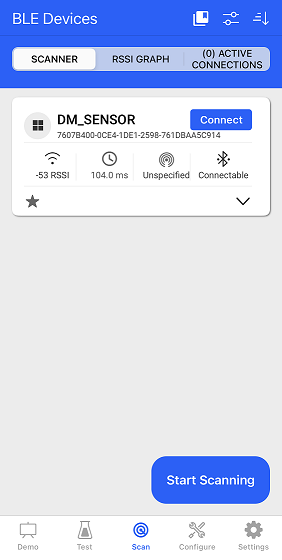 BLE Devices
SCANNER
RSSI GRAPH
(0) ACTIVE
CONNECTIONS
DM_SENSOR
Connect
7607B400-0CE4-1DE1-2598-761DBAA5C914
-53 RSSI
104.0 ms
Unspecified
Connectable
Start Scanning
Demo
Test
Scan
Configure
Settings